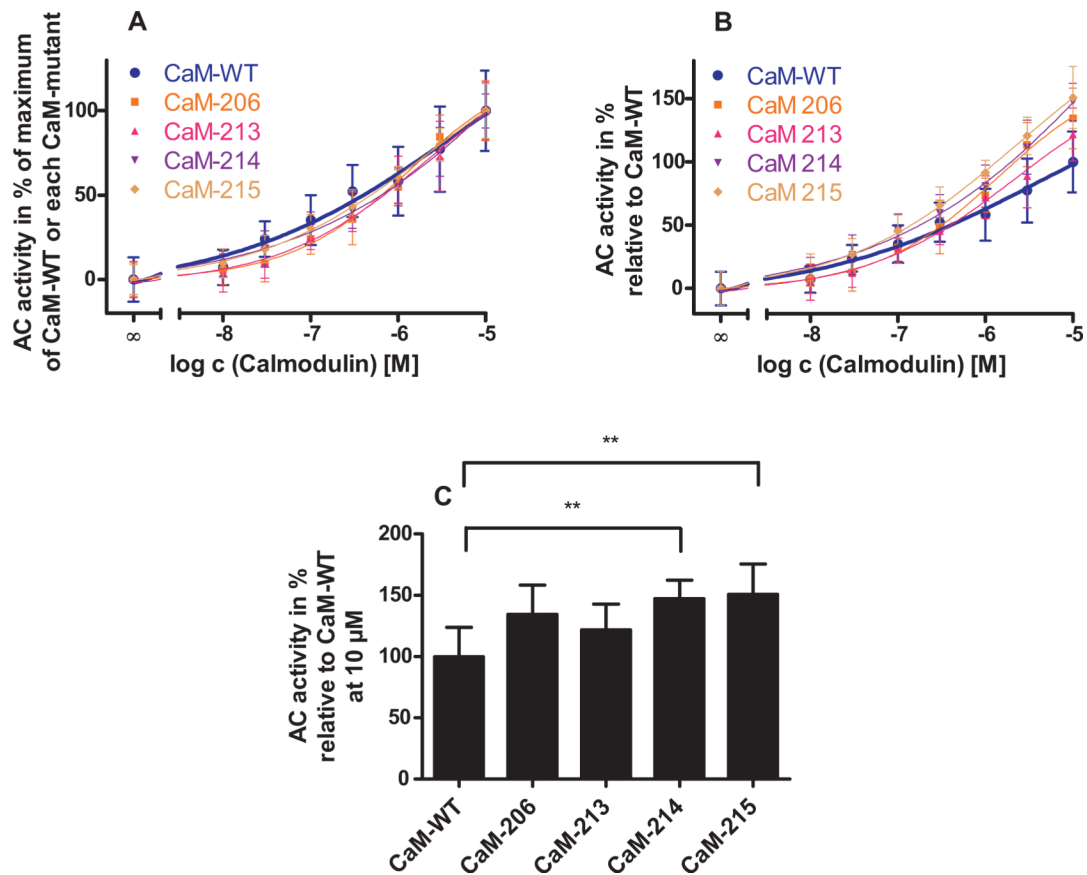 A
AC activity in % of maximum
of CaM-WT or each CaM-mutant
CaM-WT
CaM-206
CaM-213
CaM-214
CaM-215
100
50
0
∞
-8
-7
-6
-5
log c (Calmodulin) [M]
B
AC activity in %
relative to CaM-WT
CaM-WT
CaM 206
CaM 213
CaM 214
CaM 215
150
100
50
0
∞
-8
-7
-6
-5
log c (Calmodulin) [M]
**
C
**
AC activity in %
relative to CaM-WT
at 10 µM
200
150
100
50
0
CaM-WT
CaM-206
CaM-213
CaM-214
CaM-215